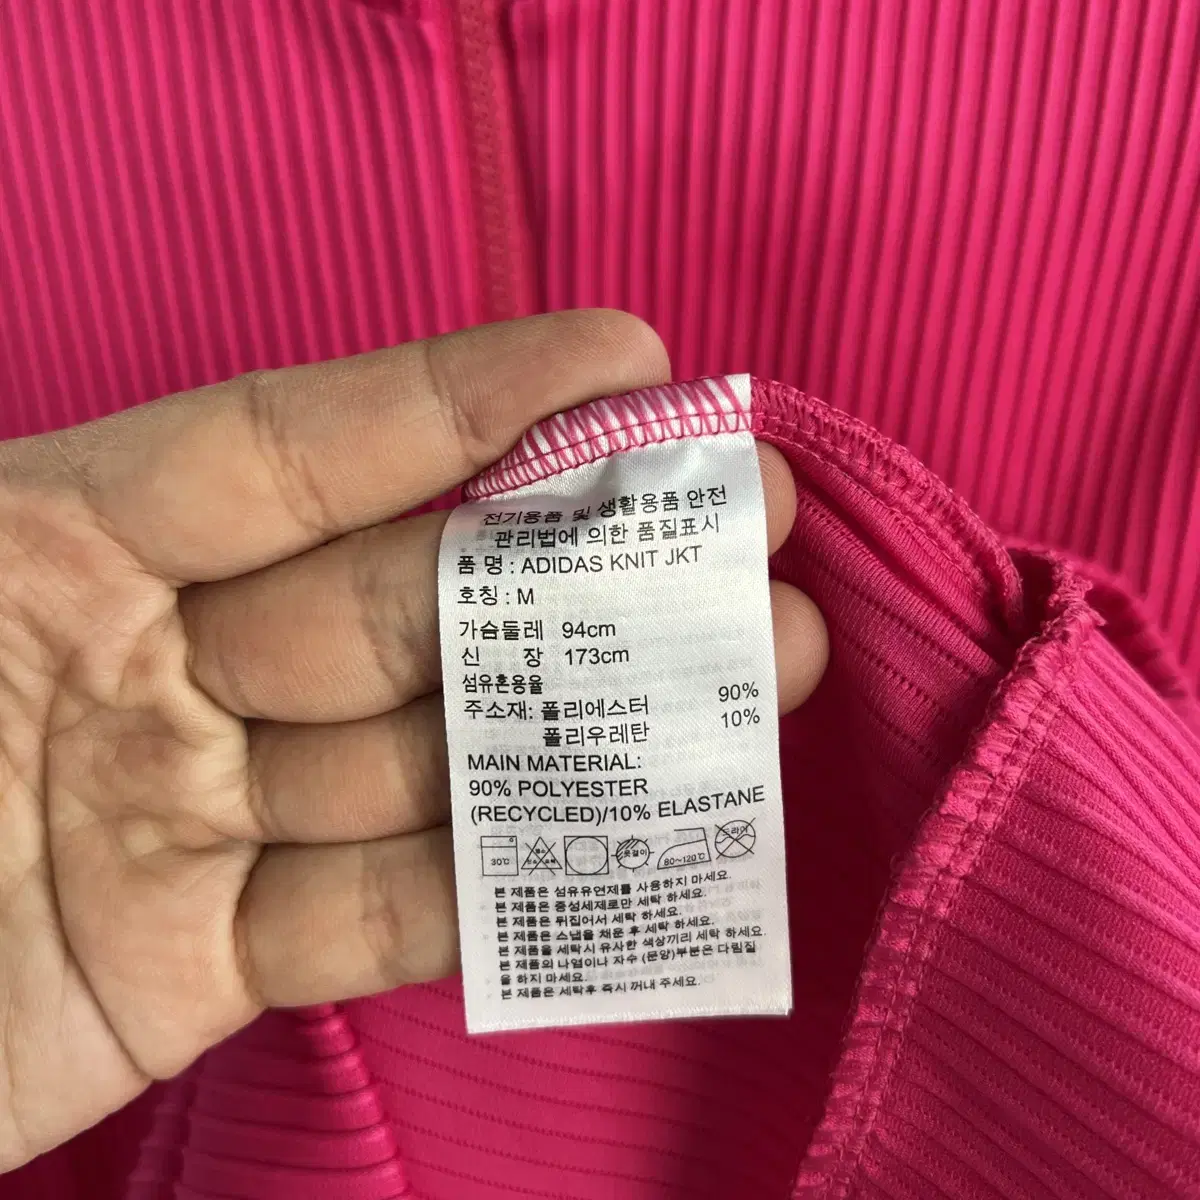 전기용품 및 생활용품 안전
관리법에 의한 품질표시
품 명 : ADIDAS KNIT JKT
호칭 : M
가슴둘레 94cm
신 장 173cm
섬유혼용율
주소재: 폴리에스터 90%
폴리우레탄 10%
MAIN MATERIAL:
90% POLYESTER
(RECYCLED)/10% ELASTANE
30℃ 옷걸이 80~120℃ 드라이
본 제품은 섬유유연제를 사용하지 마세요.
본 제품은 중성세제로만 세탁 하세요.
본 제품은 뒤집어서 세탁 하세요.
본 제품은 스냅을 채운 후 세탁 하세요.
본 제품을 세탁시 유사한 색상끼리 세탁 하세요.
본 제품의 나염이나 자수 (문양)부분은 다림질
을 하지 마세요.
본 제품은 세탁후 즉시 꺼내 주세요.